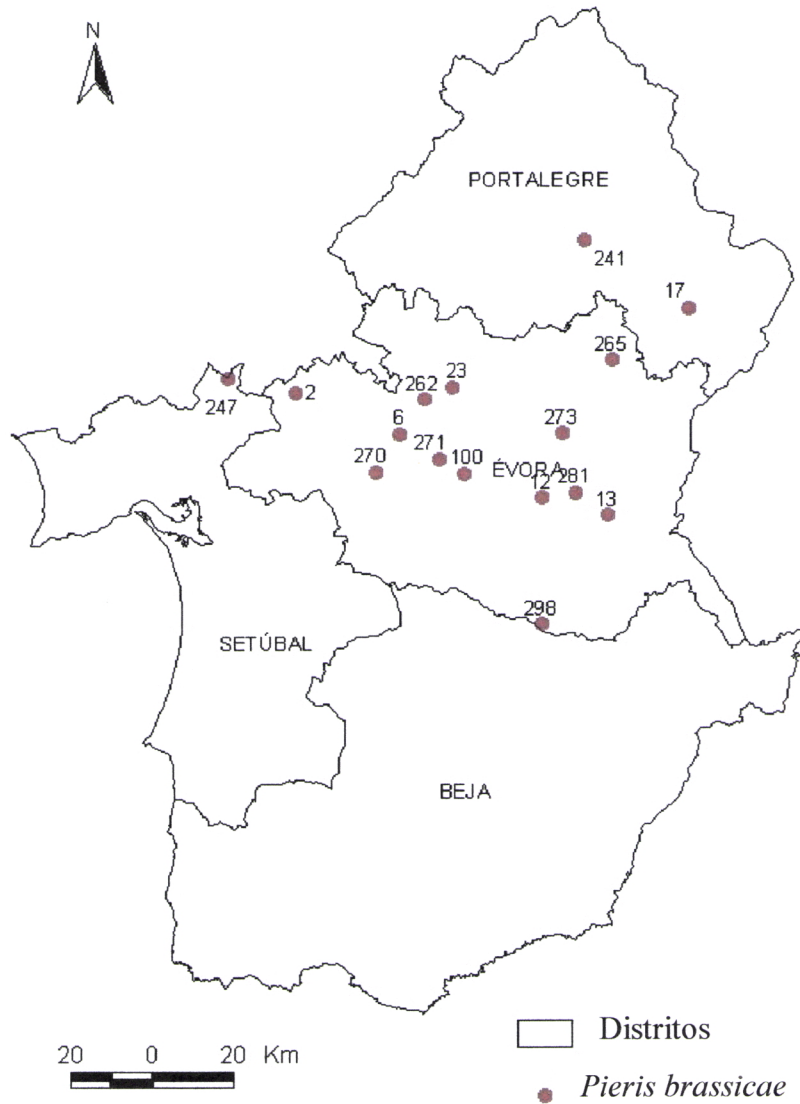 N
PORTALEGRE
241
17
265
23
262
2
247
6
273
271
100
270
ÉVORA
12
281
13
298
SETÚBAL
BEJA
20 0 20 Km
Distritos
Pieris brassicae